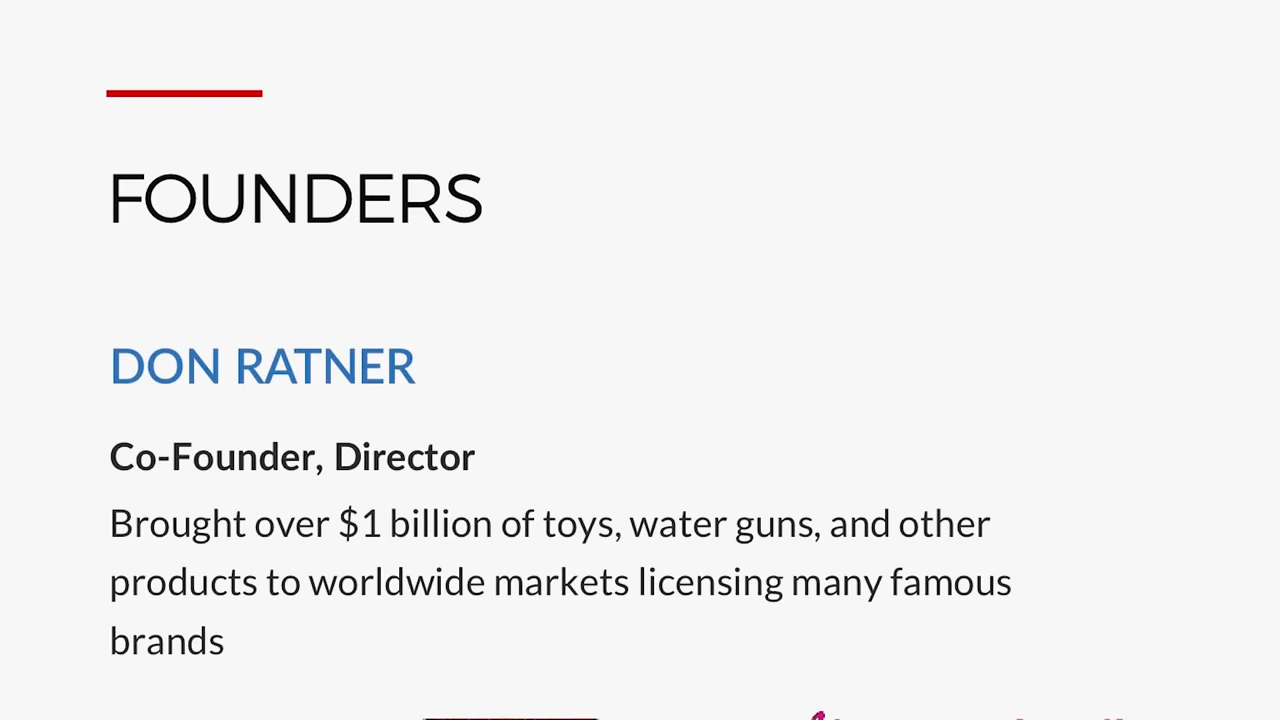 FOUNDERS
DON RATNER
Co-Founder, Director
Brought over $1 billion of toys, water guns, and other
products to worldwide markets licensing many famous
brands